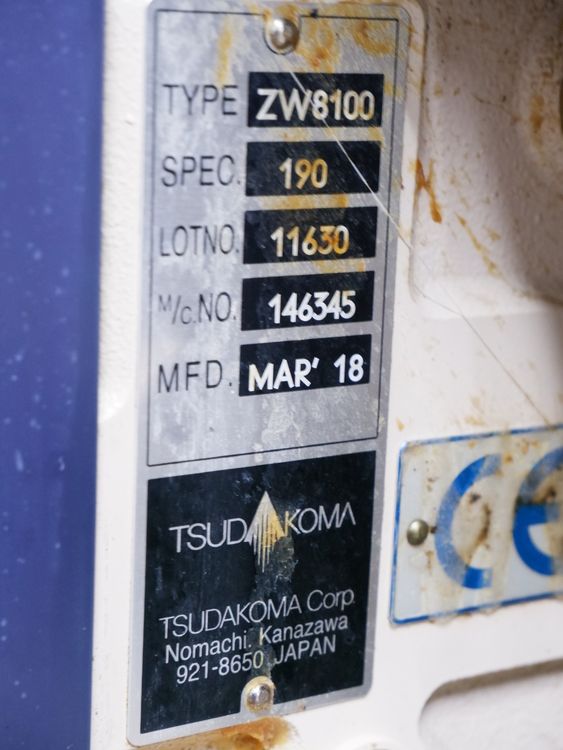 TYPE ZW8100
SPEC. 190
LOTNO. 11630
M/C.NO. 146345
MFD. MAR' 18
TSUDAKOMA
TSUDAKOMA Corp.
Nomachi, Kanazawa
921-8650 JAPAN
CE